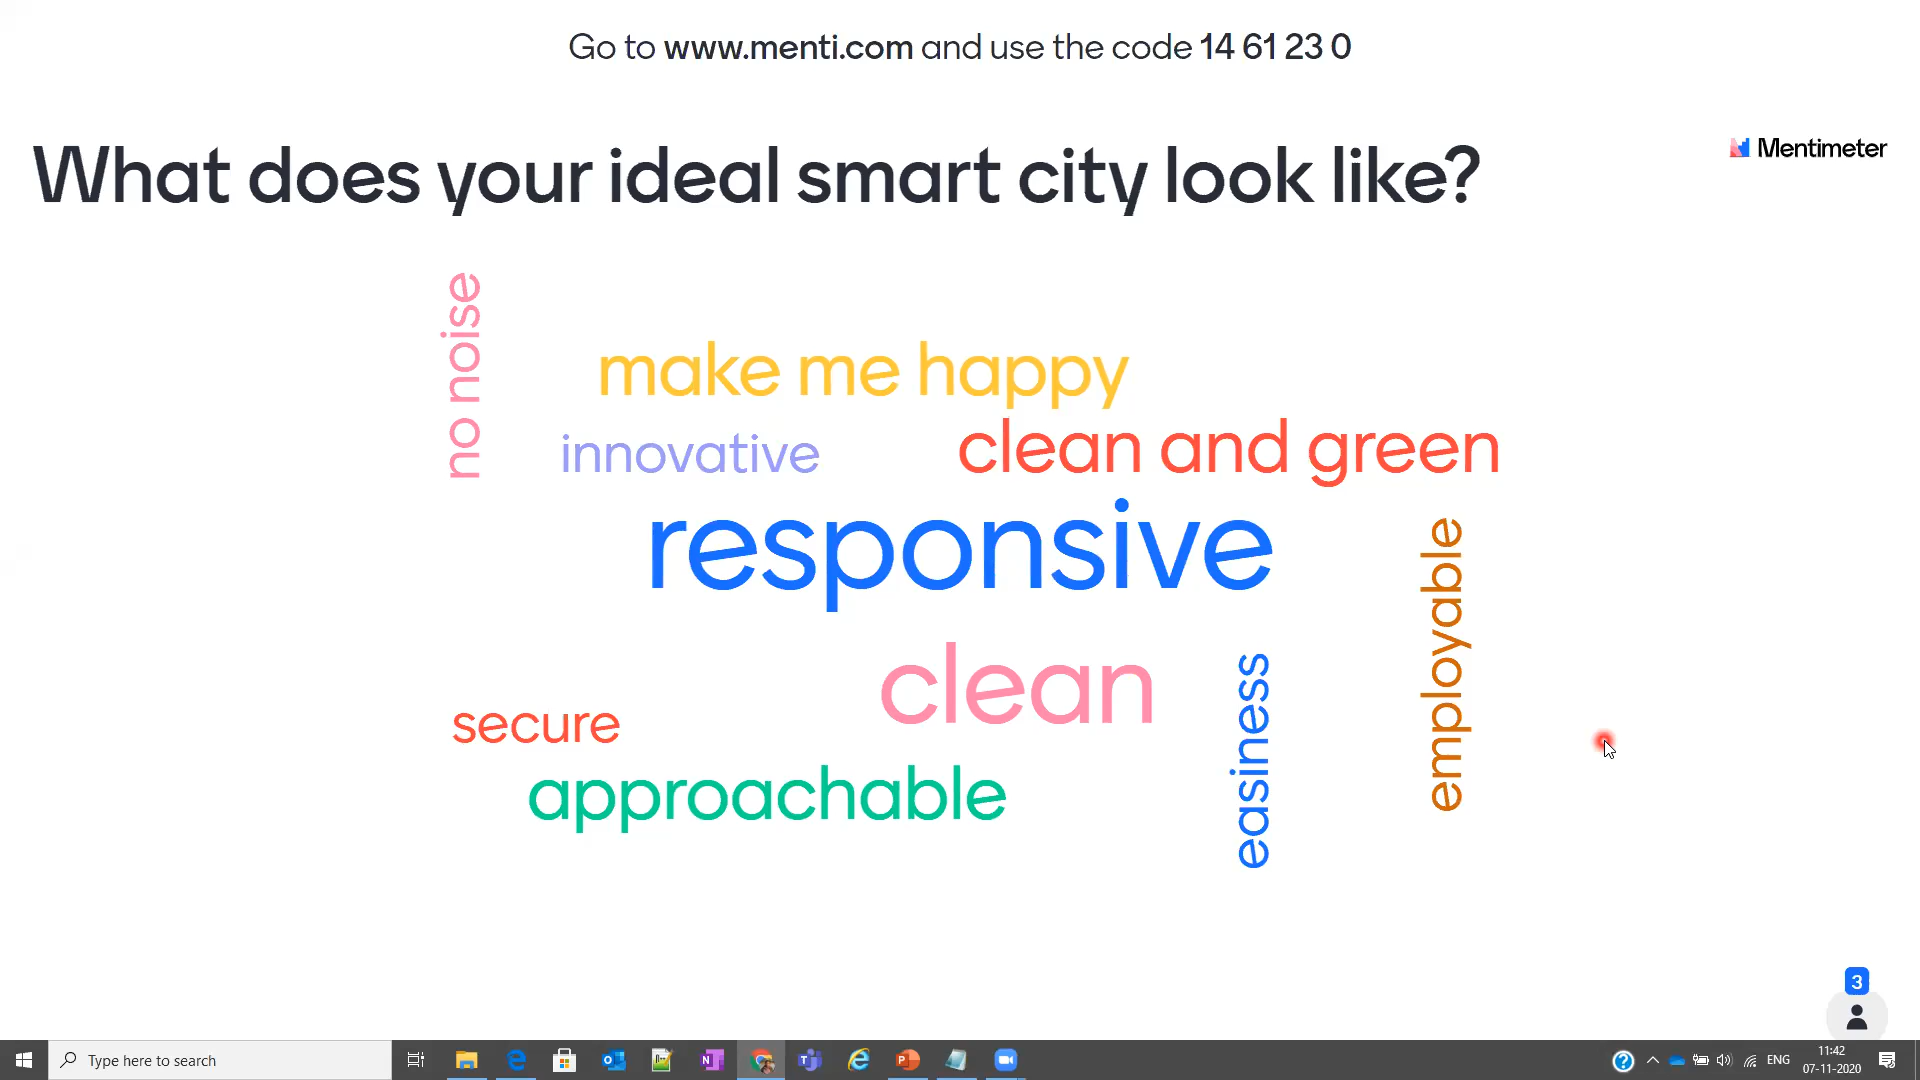 Go to www.menti.com and use the code 14 61 23 0
What does your ideal smart city look like?
Mentimeter
no noise
make me happy
innovative
clean and green
responsive
employable
clean
easiness
secure
approachable
3
Type here to search
ENG
11:42
07-11-2020